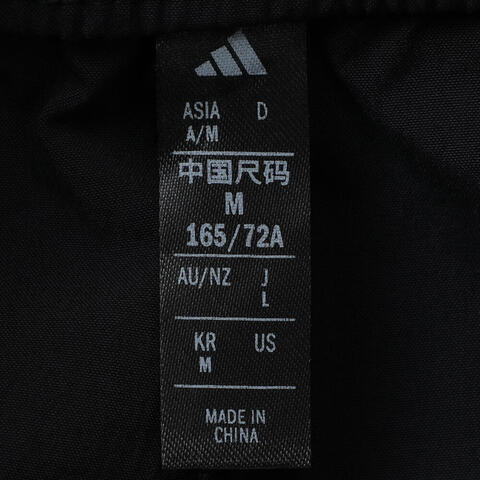 ASIA D
A/M
中国尺码
M
165/72A
AU/NZ J
L
KR US
M
MADE IN
CHINA